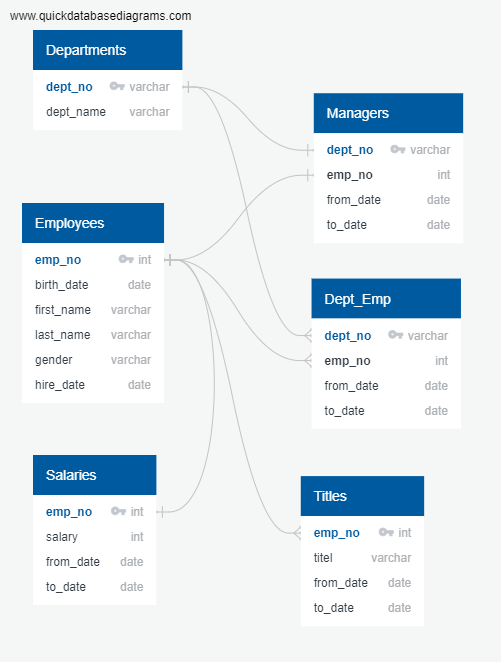 www.quickdatabasediagrams.com
Departments
dept_no varchar
dept_name varchar
Managers
dept_no varchar
emp_no int
from_date date
to_date date
Employees
emp_no int
birth_date date
first_name varchar
last_name varchar
gender varchar
hire_date date
Dept_Emp
dept_no varchar
emp_no int
from_date date
to_date date
Salaries
emp_no int
salary int
from_date date
to_date date
Titles
emp_no int
titel varchar
from_date date
to_date date